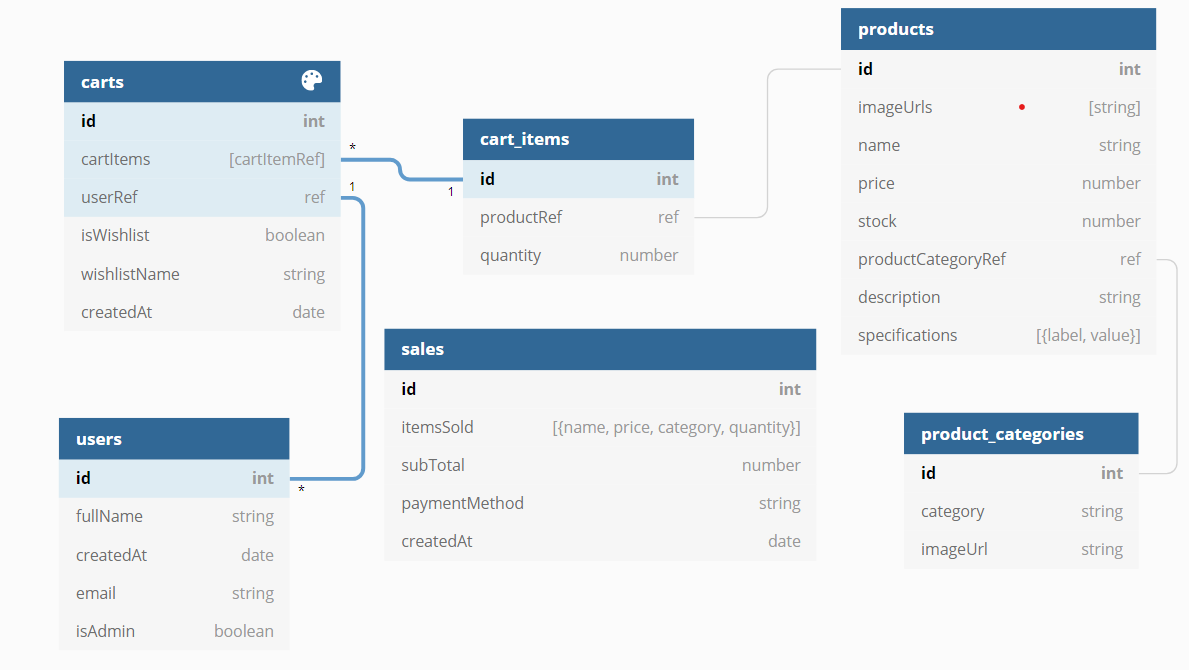 carts
id int
cartItems [cartItemRef]
userRef ref
isWishlist boolean
wishlistName string
createdAt date
*
1
1
*
cart_items
id int
productRef ref
quantity number
products
id int
imageUrls [string]
name string
price number
stock number
productCategoryRef ref
description string
specifications [{label, value}]
sales
id int
itemsSold [{name, price, category, quantity}]
subTotal number
paymentMethod string
createdAt date
users
id int
fullName string
createdAt date
email string
isAdmin boolean
product_categories
id int
category string
imageUrl string